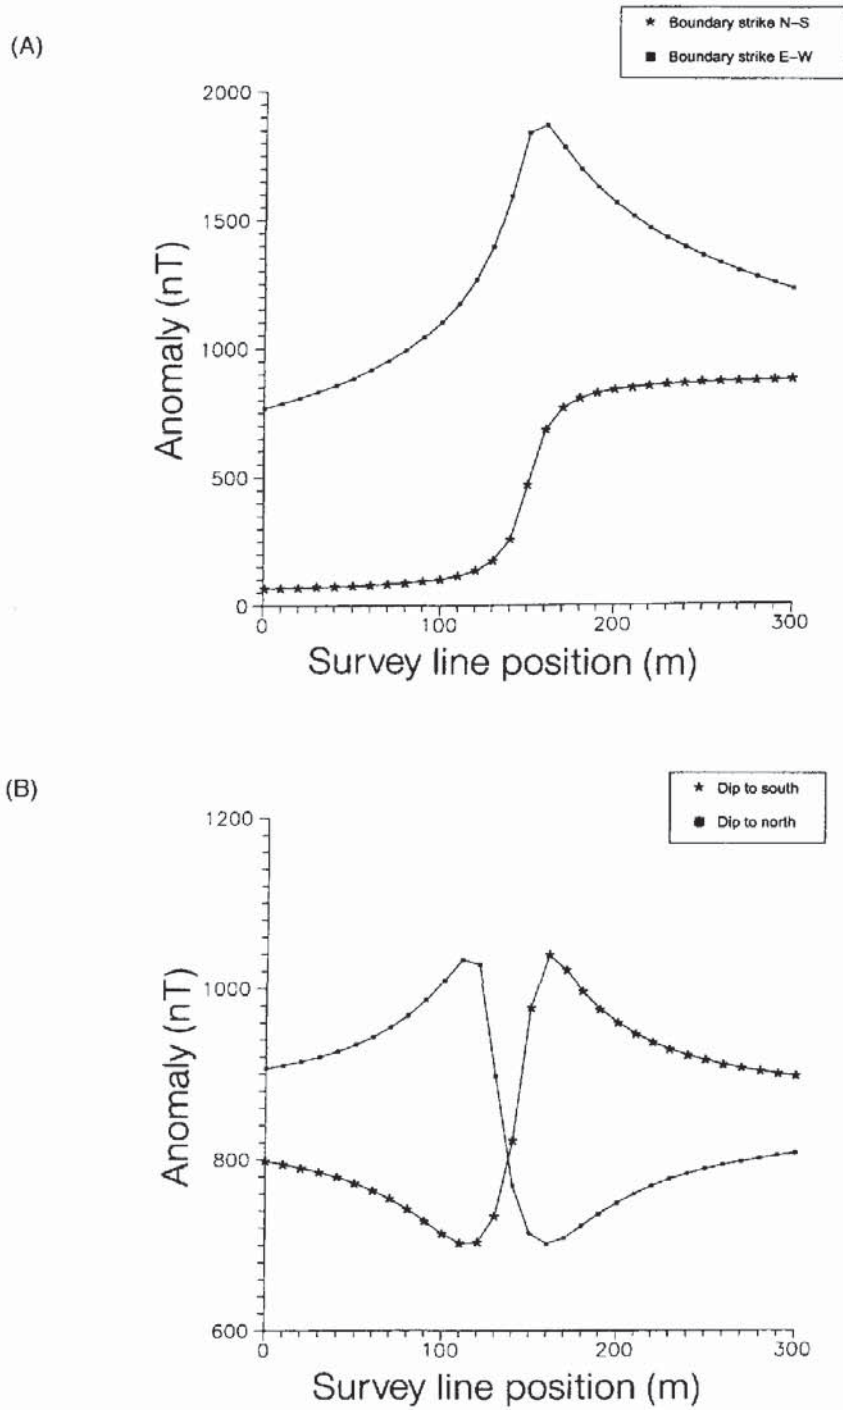 (A)
★ Boundary strike N–S
■ Boundary strike E–W
2000
1500
1000
500
0
Anomaly (nT)
0 100 200 300
Survey line position (m)
(B)
★ Dip to south
■ Dip to north
1200
1000
800
600
Anomaly (nT)
0 100 200 300
Survey line position (m)